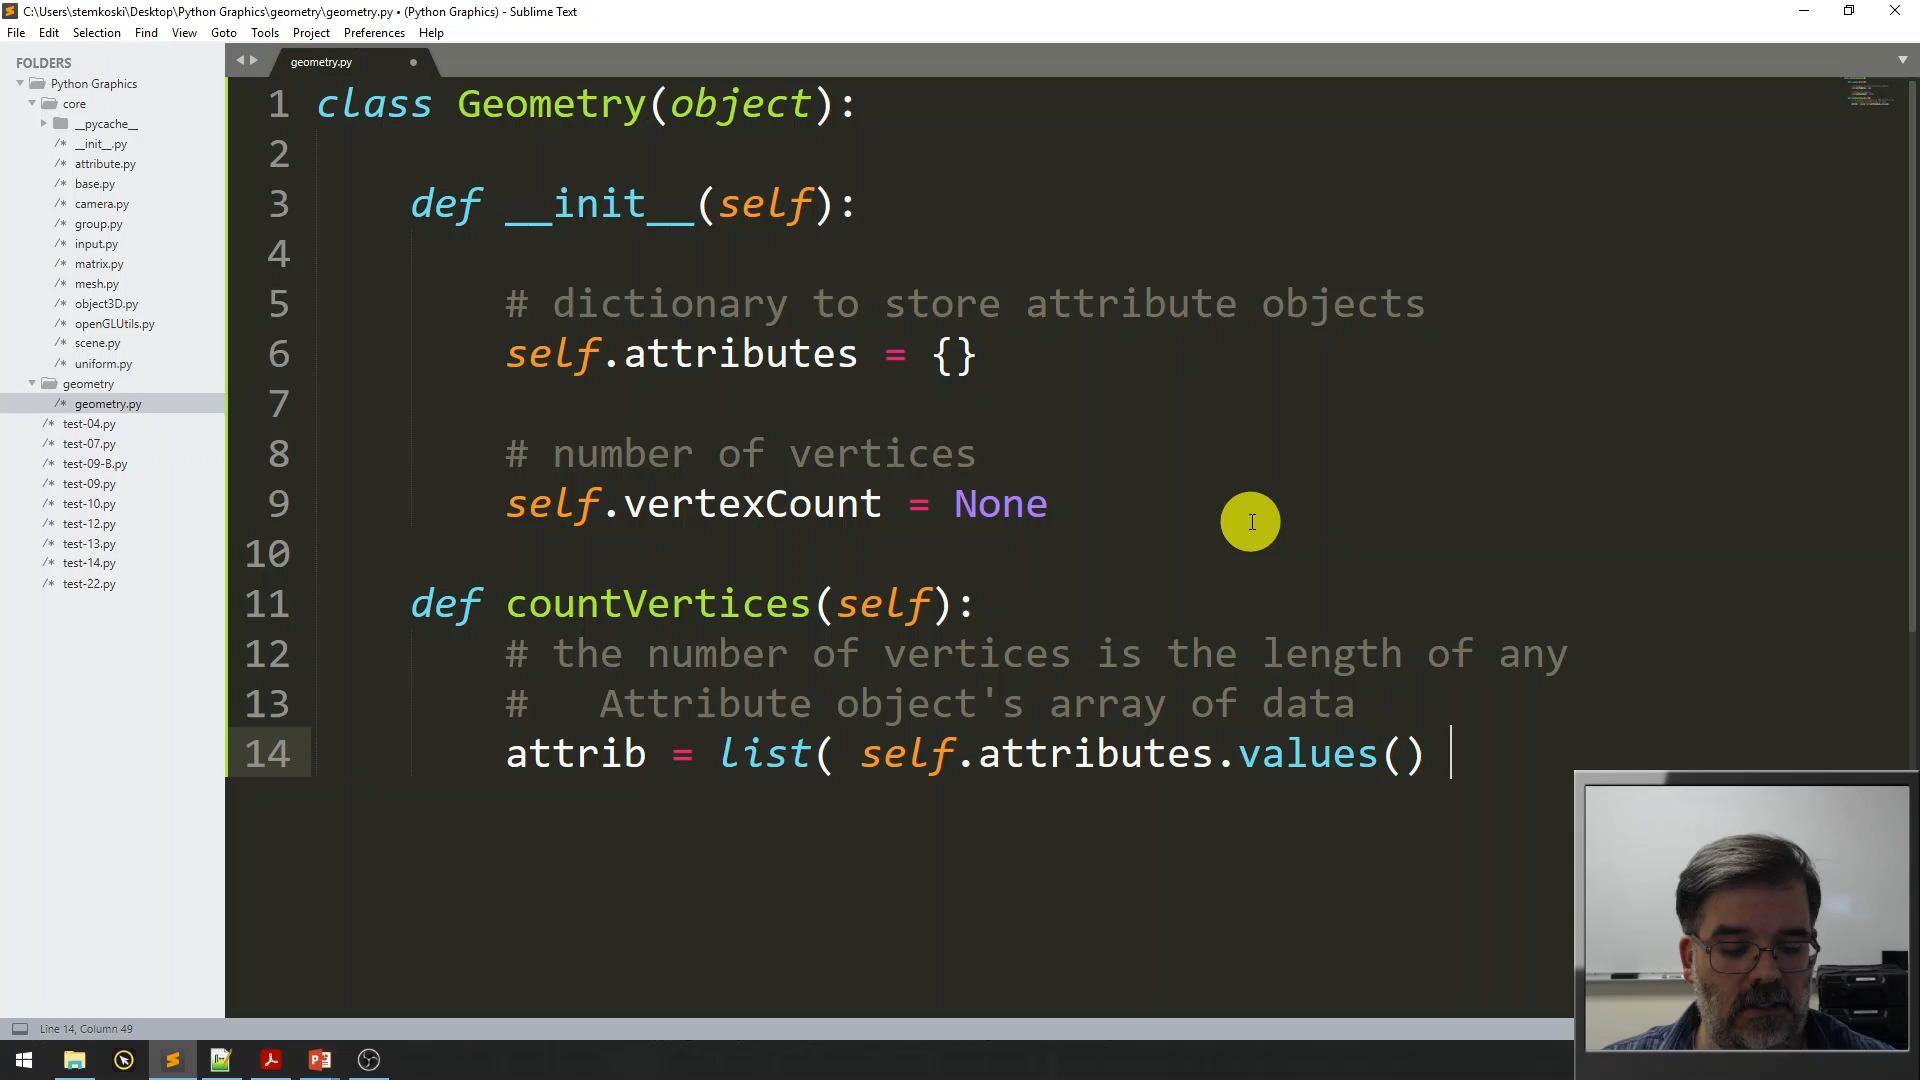 C:\Users\stemkoski\Desktop\Python Graphics\geometry\geometry.py • (Python Graphics) - Sublime Text
File Edit Selection Find View Goto Tools Project Preferences Help
FOLDERS
Python Graphics
core
__pycache__
/* __init__.py
/* attribute.py
/* base.py
/* camera.py
/* group.py
/* input.py
/* matrix.py
/* mesh.py
/* object3D.py
/* openGLUtils.py
/* scene.py
/* uniform.py
geometry
/* geometry.py
/* test-04.py
/* test-07.py
/* test-09-B.py
/* test-09.py
/* test-10.py
/* test-12.py
/* test-13.py
/* test-14.py
/* test-22.py
geometry.py
1 class Geometry(object):
2
3     def __init__(self):
4
5         # dictionary to store attribute objects
6         self.attributes = {}
7
8         # number of vertices
9         self.vertexCount = None
10
11     def countVertices(self):
12         # the number of vertices is the length of any
13         #   Attribute object's array of data
14         attrib = list( self.attributes.values()
Line 14, Column 49